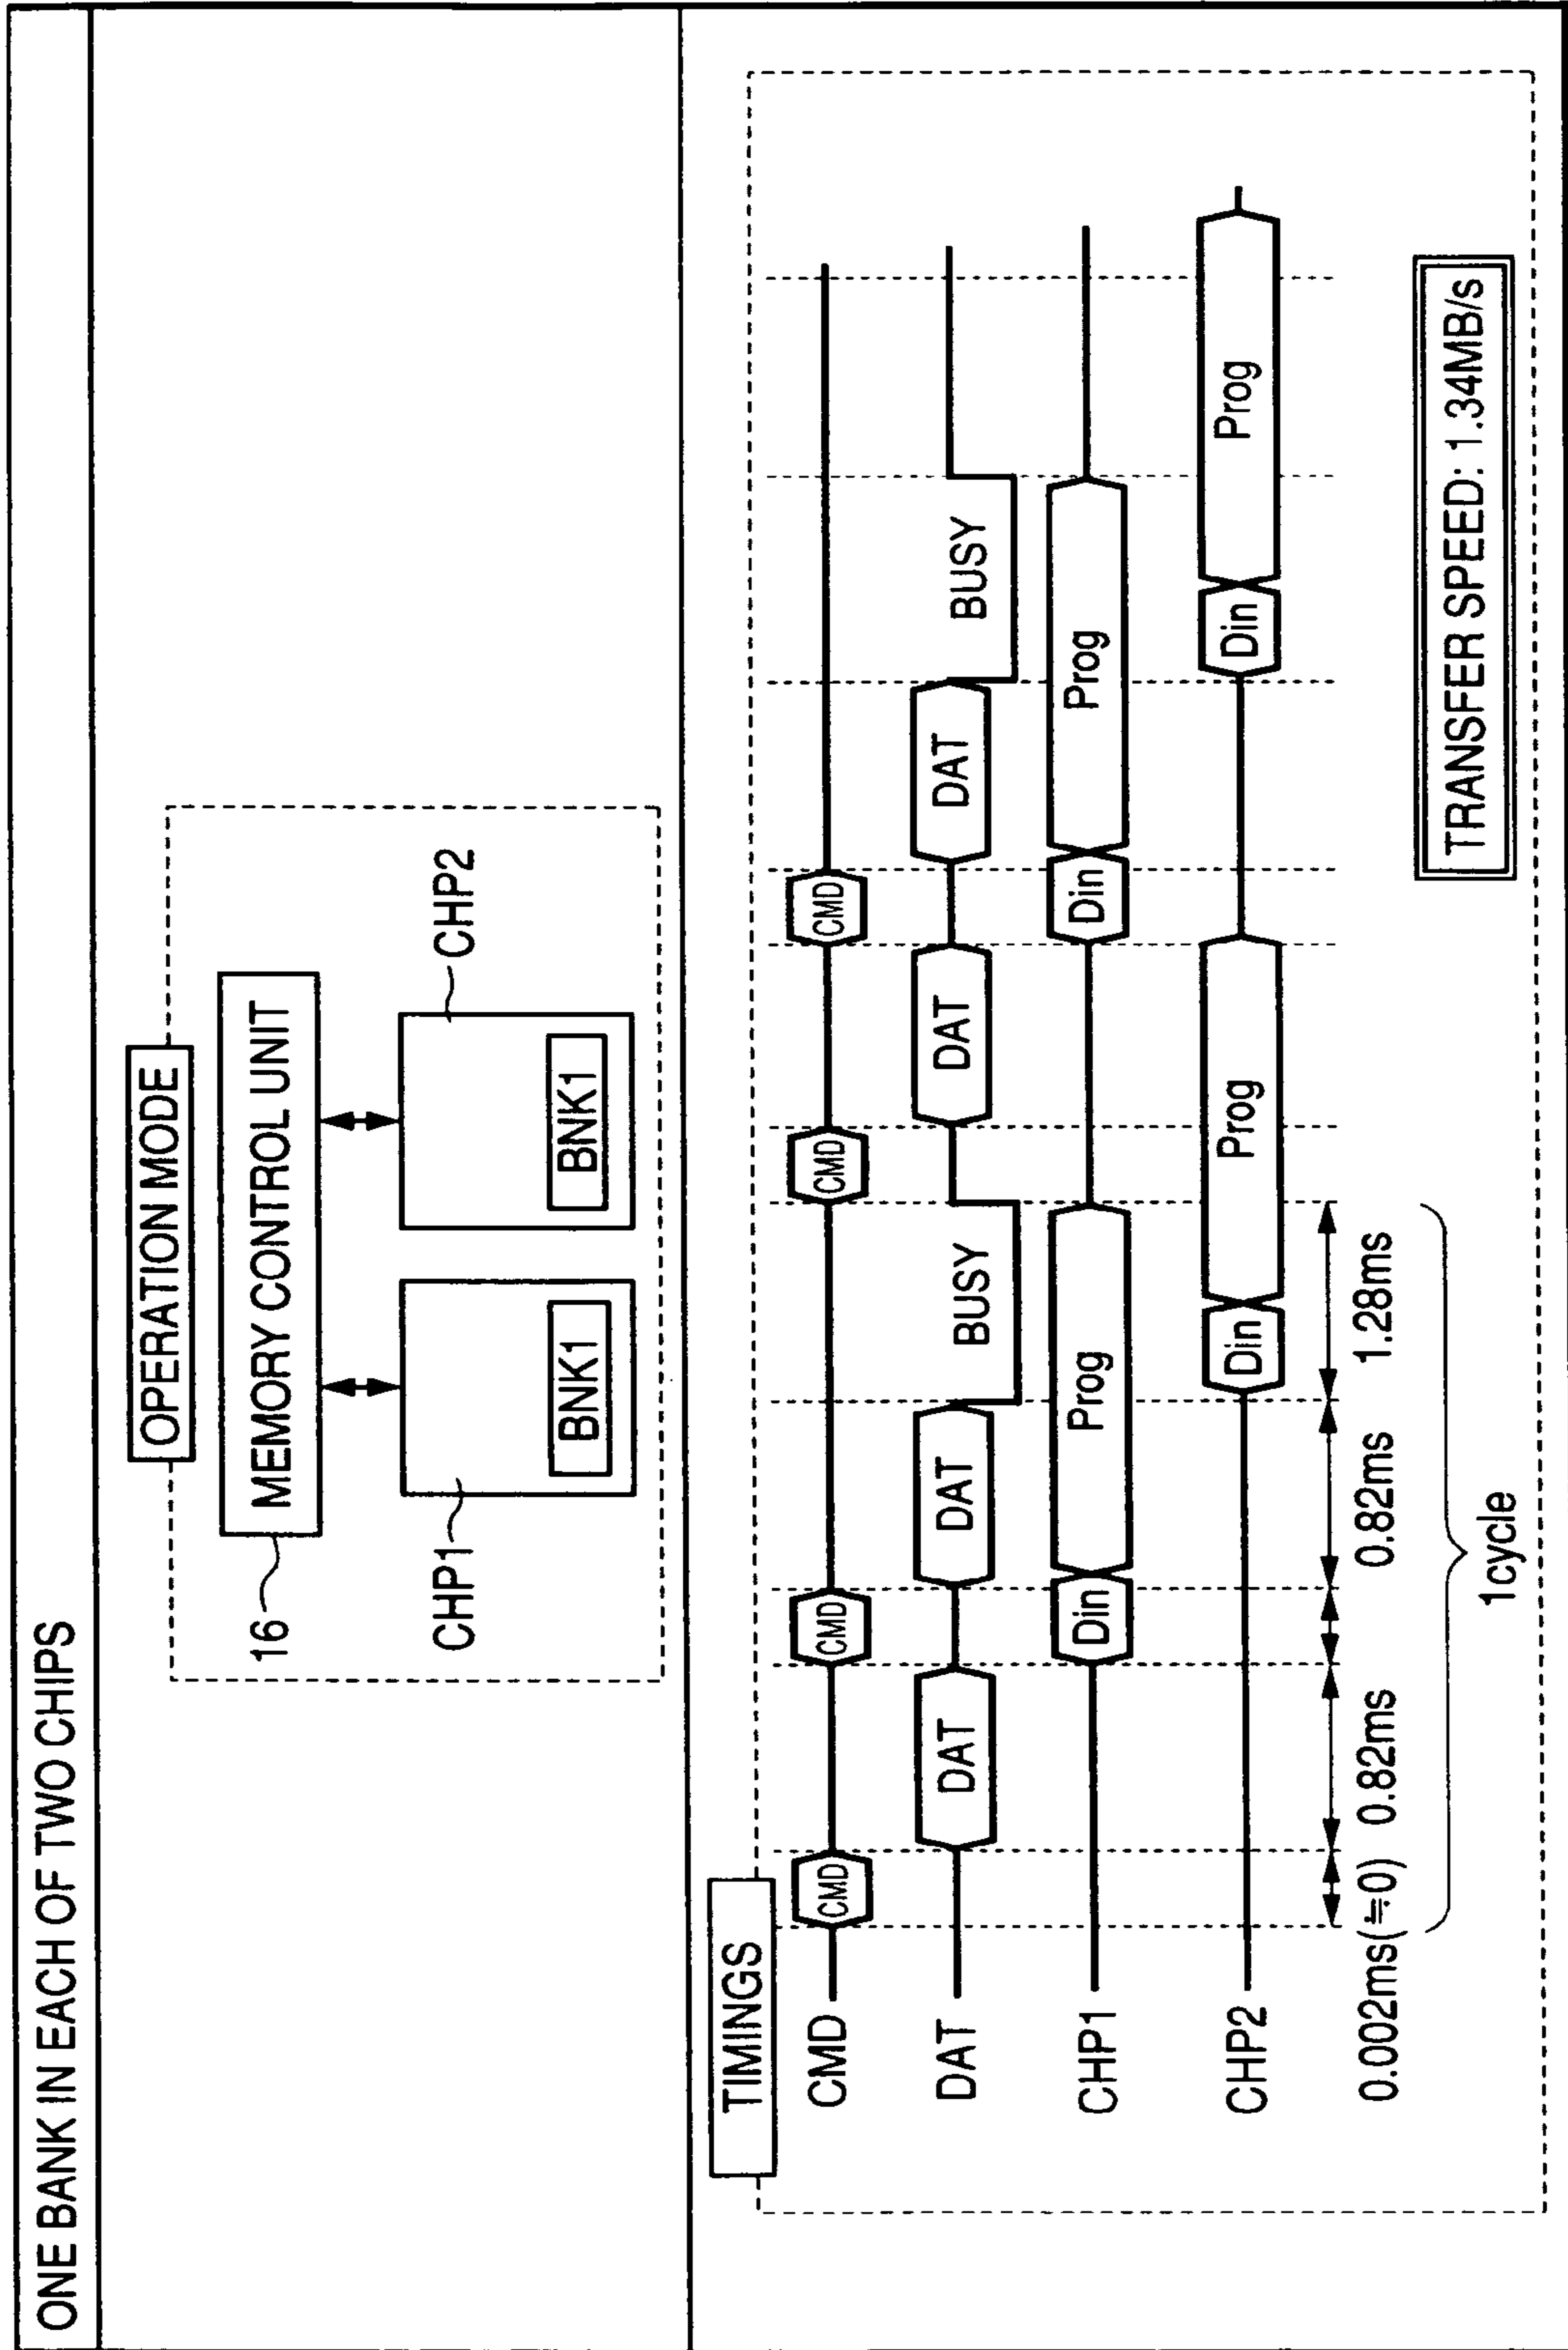 ONE BANK IN EACH OF TWO CHIPS
OPERATION MODE
16
MEMORY CONTROL UNIT
CHP1
CHP2
BNK1
BNK1
TIMINGS
CMD
CMD
CMD
CMD
CMD
DAT
DAT
DAT
BUSY
DAT
DAT
BUSY
CHP1
Din
Prog
Din
Prog
CHP2
Din
Prog
Din
Prog
0.002ms(≒0)
0.82ms
0.82ms
1.28ms
1cycle
TRANSFER SPEED: 1.34MB/s